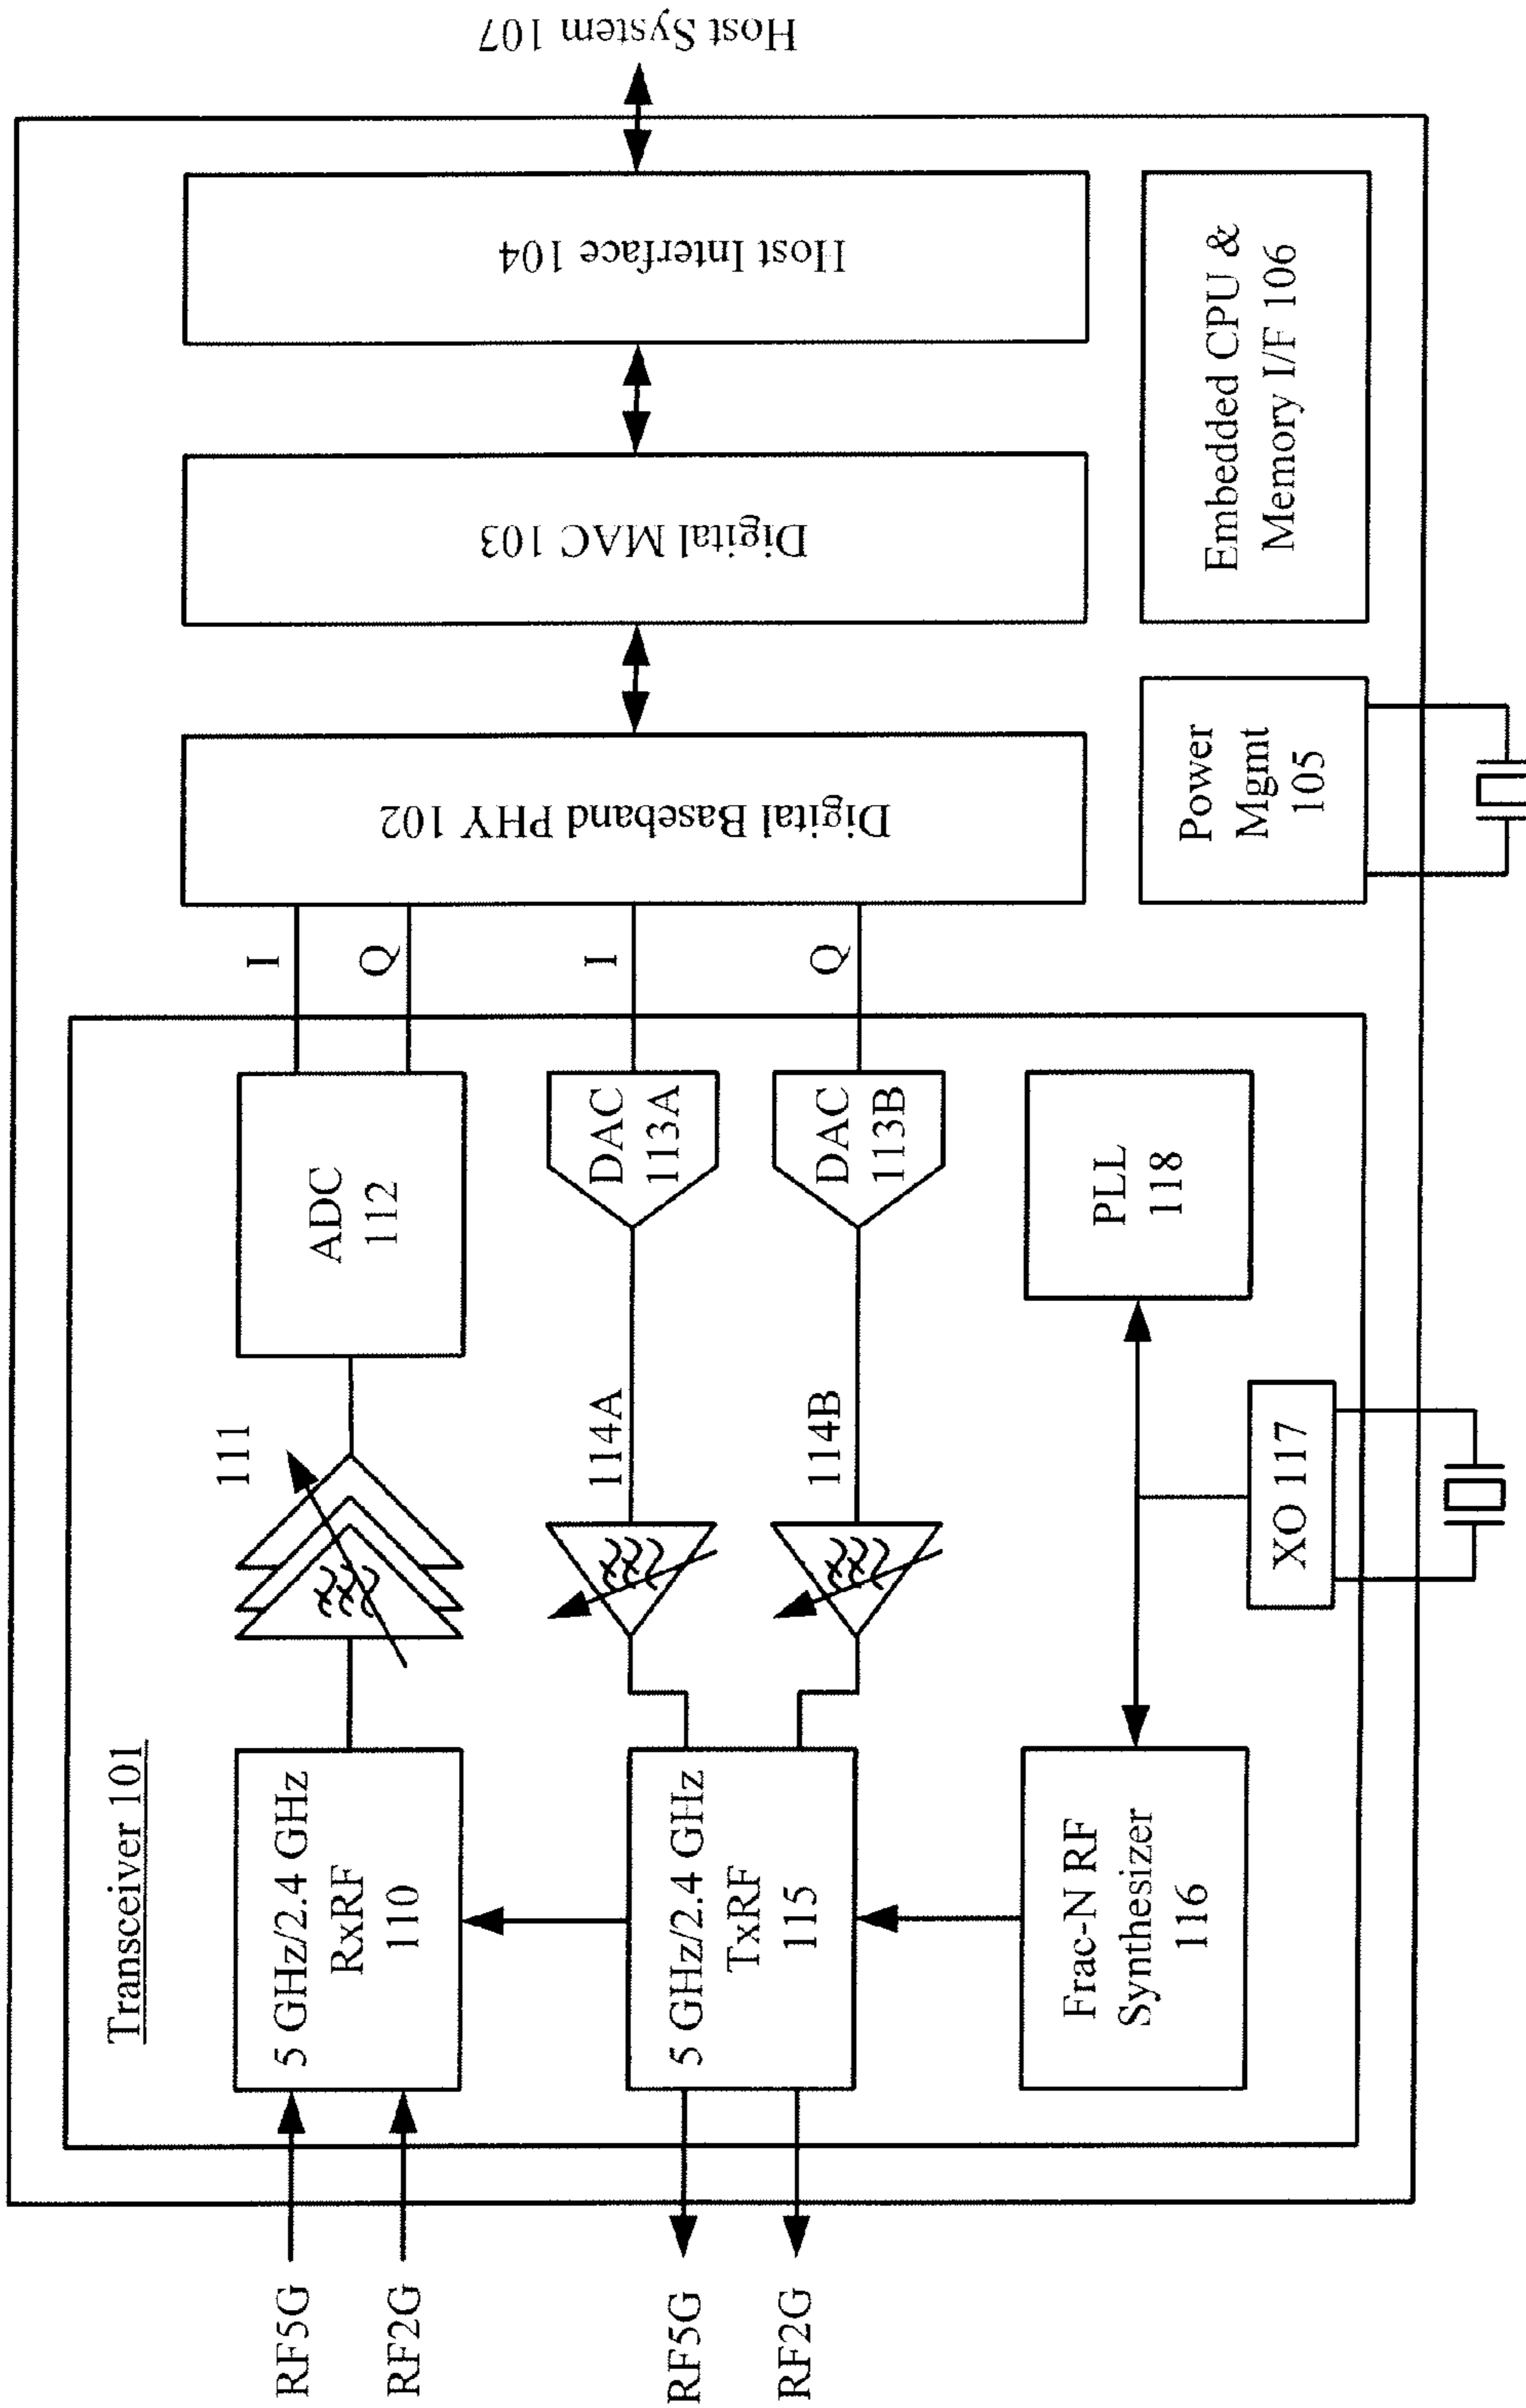 Transceiver 101
RF5G
RF2G
5 GHz/2.4 GHz
RxRF
110
111
ADC
112
I
Q
RF5G
RF2G
5 GHz/2.4 GHz
TxRF
115
114A
DAC
113A
I
114B
DAC
113B
Q
Frac-N RF
Synthesizer
116
XO 117
PLL
118
Digital Baseband PHY 102
Digital MAC 103
Host Interface 104
Host System 107
Power
Mgmt
105
Embedded CPU &
Memory I/F 106